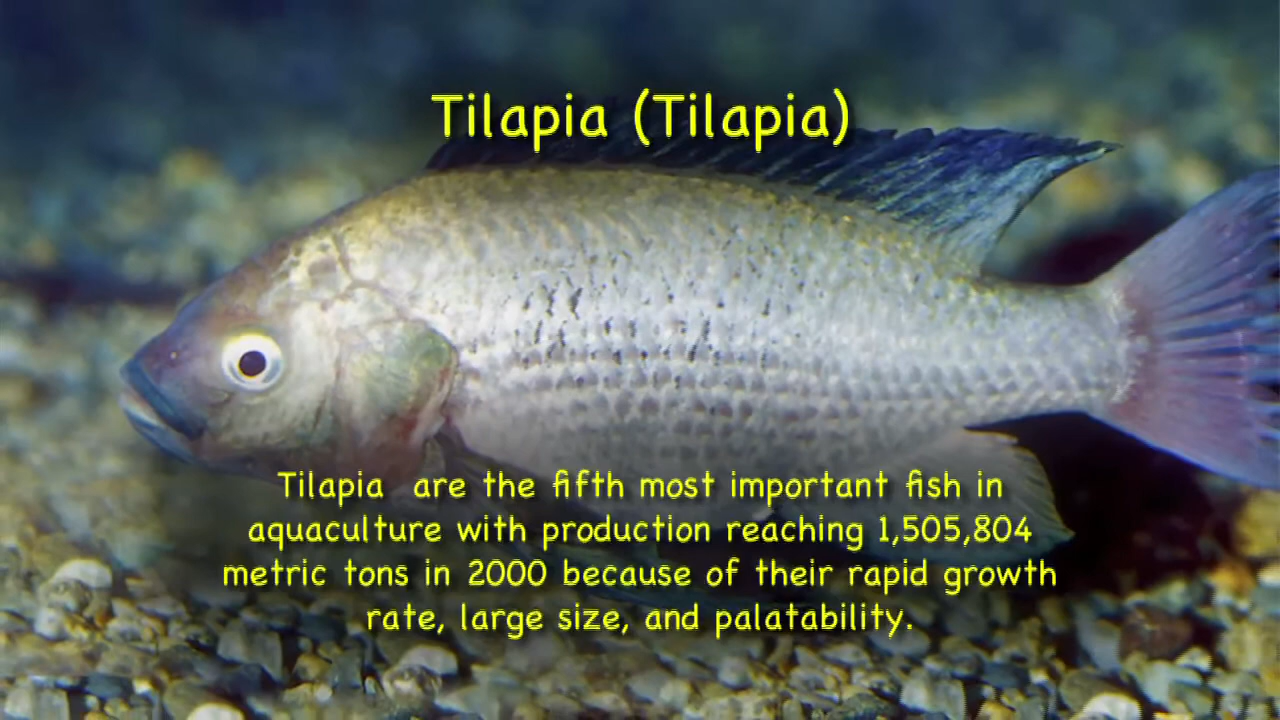 Tilapia (Tilapia)
Tilapia are the fifth most important fish in
aquaculture with production reaching 1,505,804
metric tons in 2000 because of their rapid growth
rate, large size, and palatability.